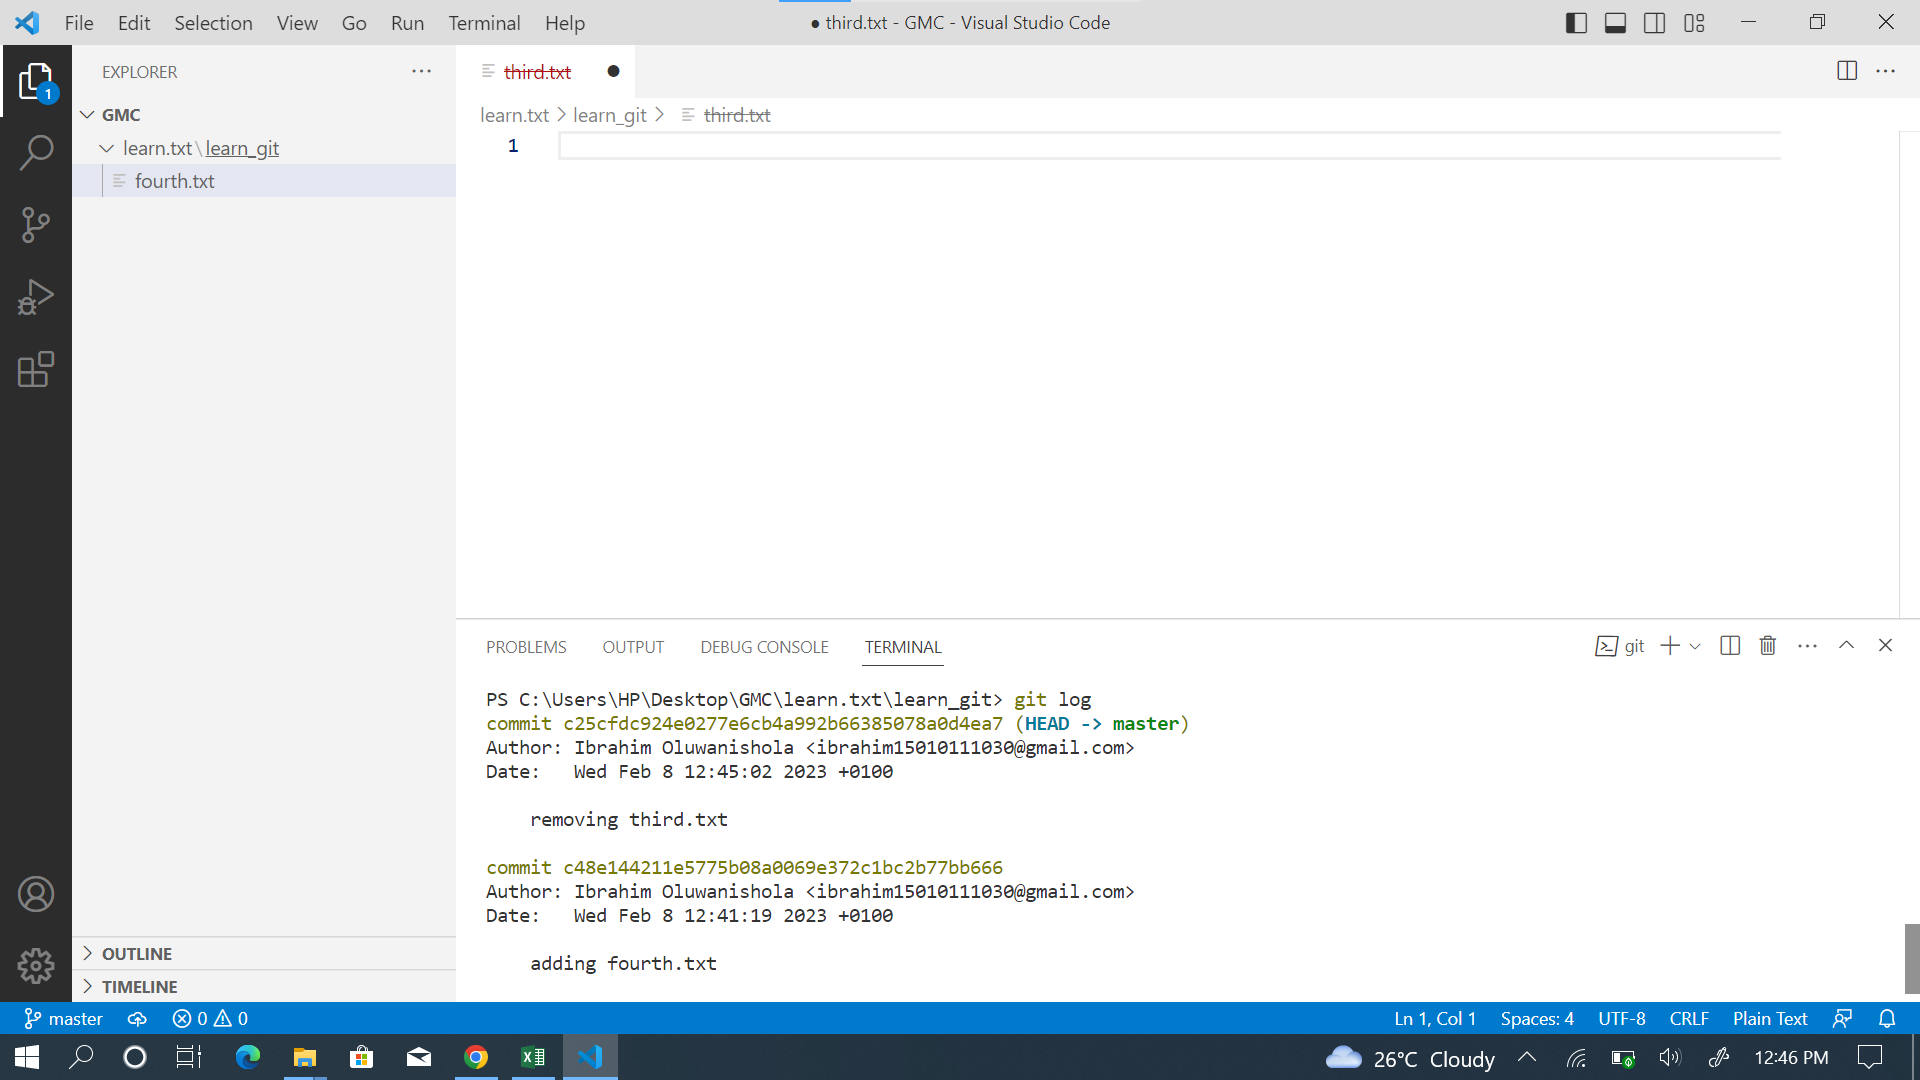 File Edit Selection View Go Run Terminal Help
● third.txt - GMC - Visual Studio Code
EXPLORER
third.txt
1
GMC
learn.txt\learn_git
fourth.txt
learn.txt > learn_git > third.txt
1
OUTLINE
TIMELINE
PROBLEMS OUTPUT DEBUG CONSOLE TERMINAL
git
PS C:\Users\HP\Desktop\GMC\learn.txt\learn_git> git log
commit c25cfdc924e0277e6cb4a992b66385078a0d4ea7 (HEAD -> master)
Author: Ibrahim Oluwanishola <ibrahim15010111030@gmail.com>
Date:   Wed Feb 8 12:45:02 2023 +0100
removing third.txt
commit c48e144211e5775b08a0069e372c1bc2b77bb666
Author: Ibrahim Oluwanishola <ibrahim15010111030@gmail.com>
Date:   Wed Feb 8 12:41:19 2023 +0100
adding fourth.txt
master 0 0
Ln 1, Col 1 Spaces: 4 UTF-8 CRLF Plain Text
26°C Cloudy 12:46 PM